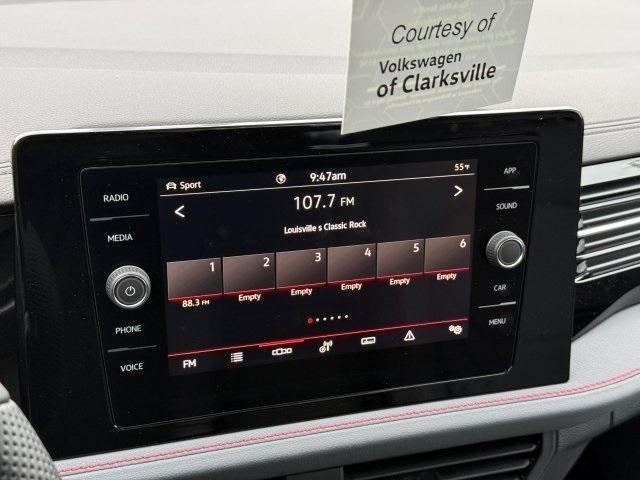 Courtesy of
Volkswagen
of Clarksville
Sport
9:47am
55°F
107.7 FM
<
>
Louisville s Classic Rock
1
2
3
4
5
6
88.3 FM
Empty
Empty
Empty
Empty
Empty
FM
RADIO
MEDIA
PHONE
VOICE
APP
SOUND
CAR
MENU